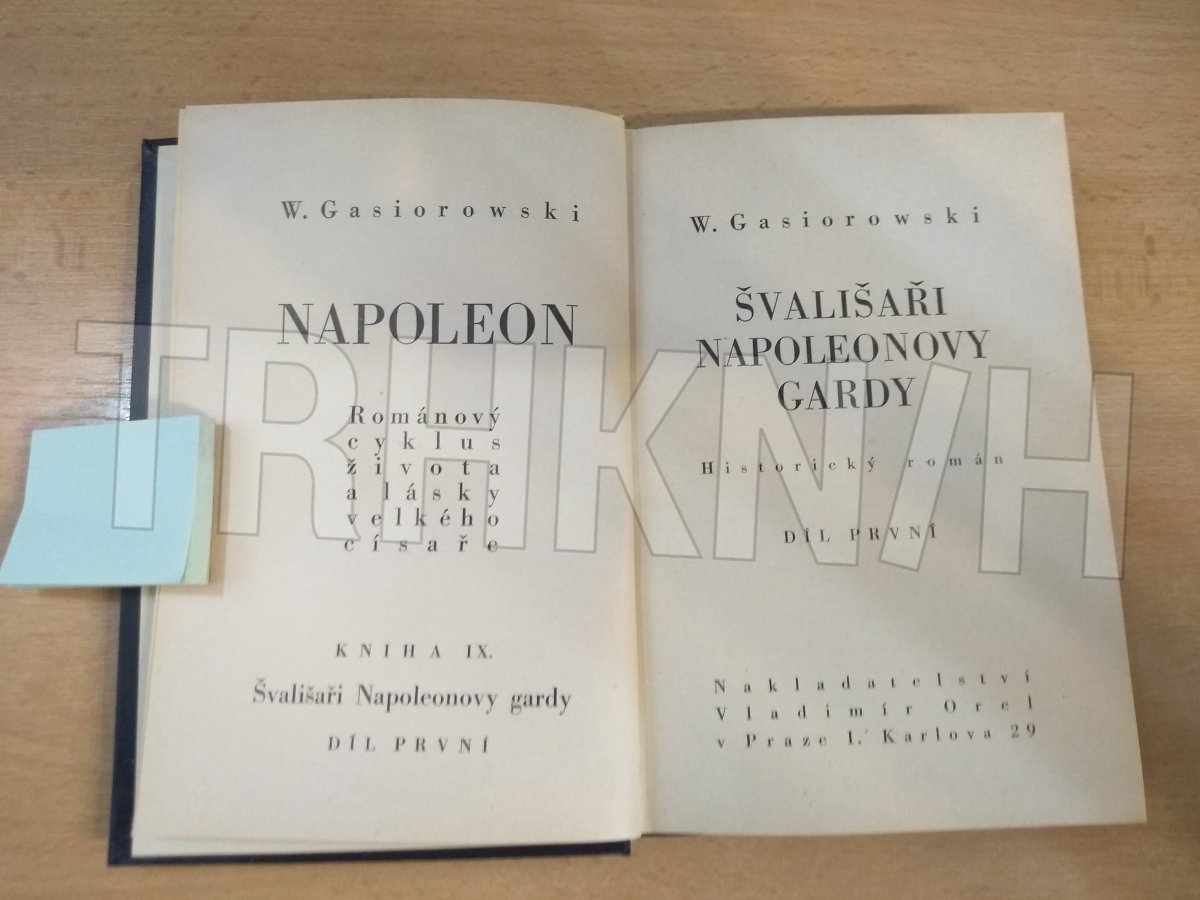 W. Gasiorowski
NAPOLEON
Románový
cyklus
života
a lásky
velkého
císaře
KNIHA IX.
Švališaři Napoleonovy gardy
DÍL PRVNÍ
W. Gasiorowski
ŠVALIŠAŘI
NAPOLEONOVY
GARDY
Historický román
DÍL PRVNÍ
Nakladatelství
Vladimír Orel
v Praze I. Karlova 29
TRHKNIH